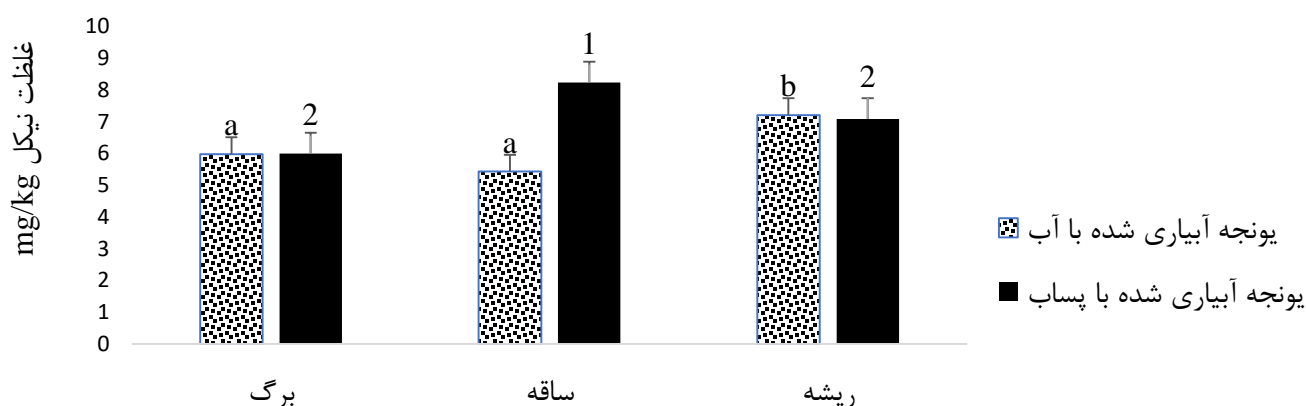 غلظت نیکل mg/kg
10
9
8
7
6
5
4
3
2
1
0
a
2
a
1
b
2
برگ
ساقه
ریشه
یونجه آبیاری شده با آب
یونجه آبیاری شده با پساب